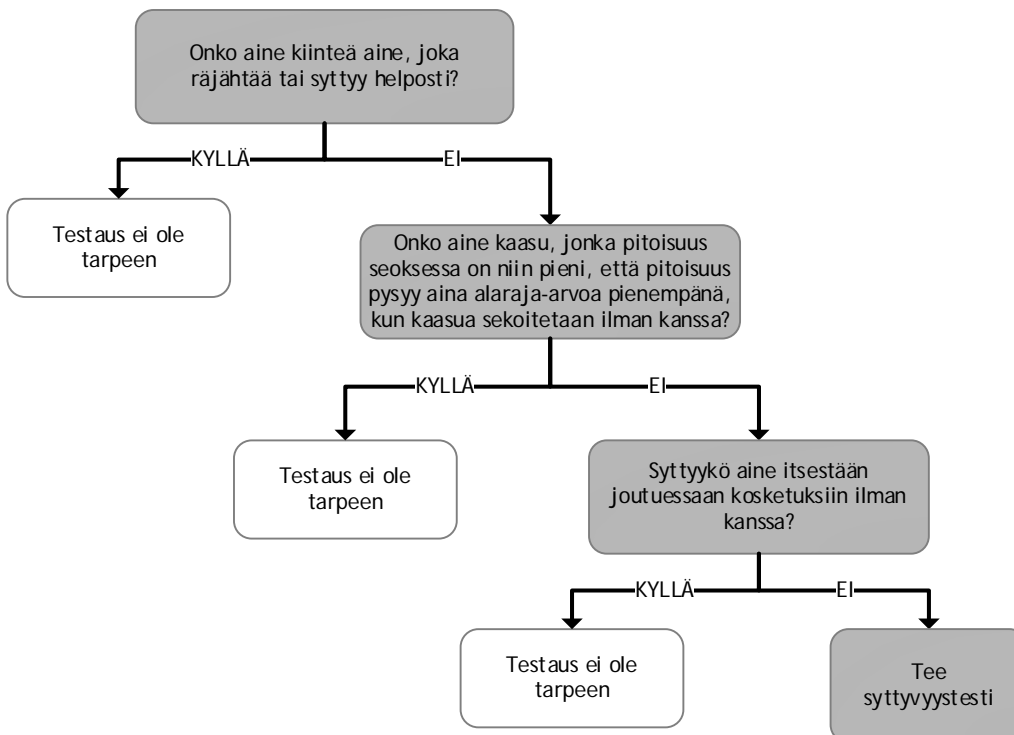 Onko aine kiinteä aine, joka
räjähtää tai syttyy helposti?
KYLLÄ
EI
Testaus ei ole
tarpeen
Onko aine kaasu, jonka pitoisuus
seoksessa on niin pieni, että pitoisuus
pysyy aina alaraja-arvoa pienempänä,
kun kaasua sekoitetaan ilman kanssa?
KYLLÄ
EI
Testaus ei ole
tarpeen
Syttyykö aine itsestään
joutuessaan kosketuksiin ilman
kanssa?
KYLLÄ
EI
Testaus ei ole
tarpeen
Tee
syttyvyystesti